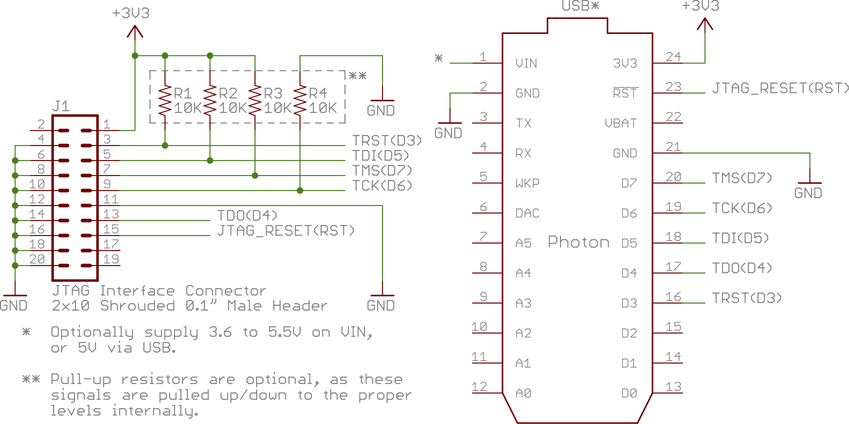 +3V3
**
R1 R2 R3 R4
10K 10K 10K 10K
GND
J1
2 1
4 3 TRST(D3)
6 5 TDI(D5)
8 7 TMS(D7)
10 9 TCK(D6)
12 11
14 13 TDO(D4)
16 15 JTAG_RESET(RST)
18 17
20 19
GND
GND
JTAG Interface Connector
2x10 Shrouded 0.1" Male Header
* Optionally supply 3.6 to 5.5V on VIN,
or 5V via USB.
** Pull-up resistors are optional, as these
signals are pulled up/down to the proper
levels internally.
USB*
+3V3
* 1 VIN 3V3 24
2 GND RST 23 JTAG_RESET(RST)
GND
3 TX VBAT 22
4 RX GND 21
GND
5 WKP D7 20 TMS(D7)
6 DAC D6 19 TCK(D6)
7 A5 Photon D5 18 TDI(D5)
8 A4 D4 17 TDO(D4)
9 A3 D3 16 TRST(D3)
10 A2 D2 15
11 A1 D1 14
12 A0 D0 13